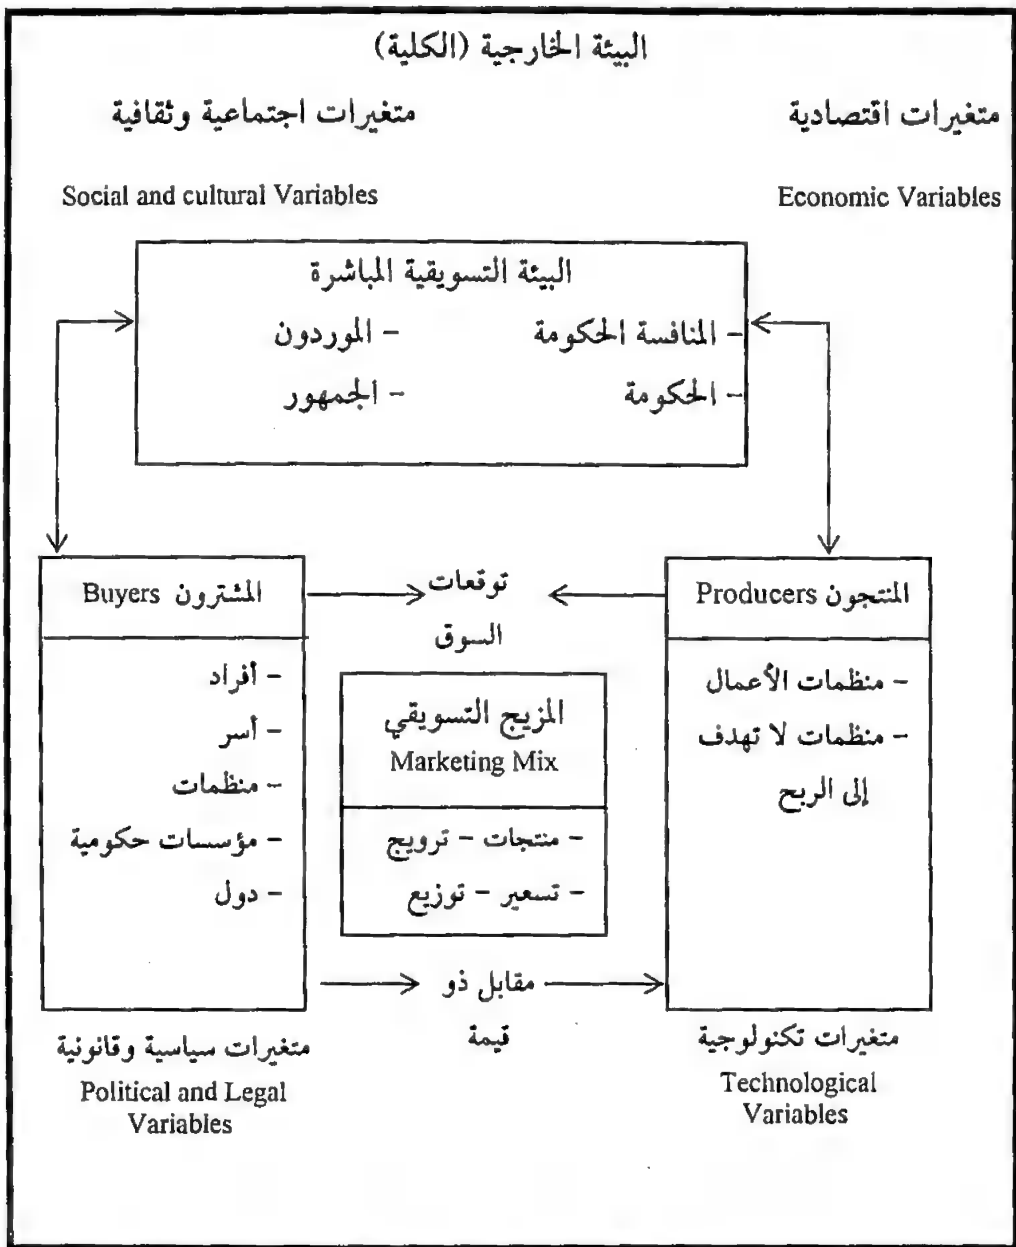 البيئة الخارجية (الكلية)
متغيرات اقتصادية
متغيرات اجتماعية وثقافية
Economic Variables
Social and cultural Variables
البيئة التسويقية المباشرة
- المنافسة الحكومة
- الموردون
- الحكومة
- الجمهور
المنتجون Producers
- منظمات الأعمال
- منظمات لا تهدف
إلى الربح
توقعات
السوق
المزيج التسويقي
Marketing Mix
- منتجات - ترويج
- تسعير - توزيع
مقابل ذو
قيمة
المشترون Buyers
- أفراد
- أسر
- منظمات
- مؤسسات حكومية
- دول
متغيرات تكنولوجية
Technological
Variables
متغيرات سياسية وقانونية
Political and Legal
Variables